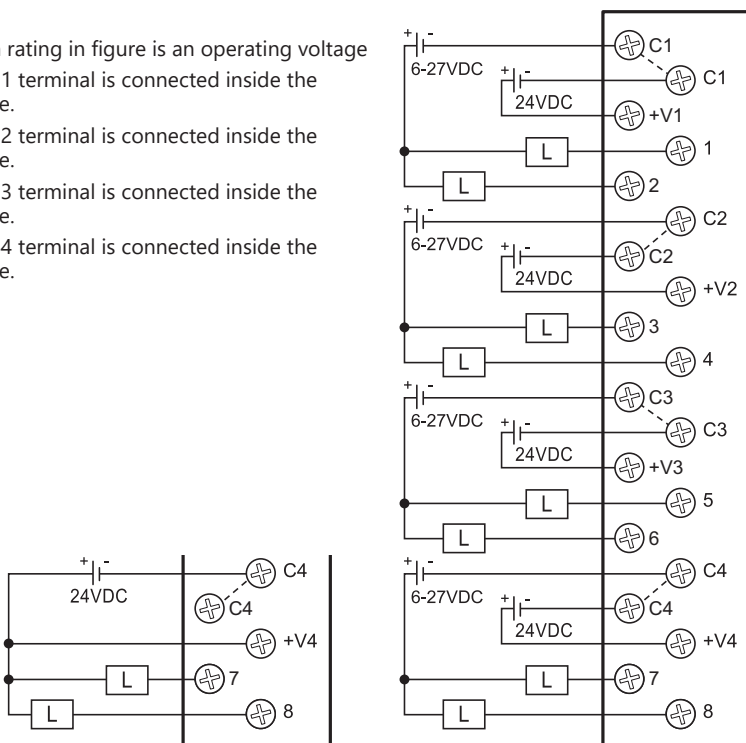 rating in figure is an operating voltage
1 terminal is connected inside the
e.
2 terminal is connected inside the
e.
3 terminal is connected inside the
e.
4 terminal is connected inside the
e.
+ -
C1
6-27VDC
+ -
C1
24VDC
+V1
L
1
L
2
+ -
C2
6-27VDC
+ -
C2
24VDC
+V2
L
3
L
4
+ -
C3
6-27VDC
+ -
C3
24VDC
+V3
L
5
L
6
+ -
C4
6-27VDC
+ -
C4
24VDC
+V4
L
7
L
8
+ -
C4
24VDC
C4
+V4
L
7
L
8